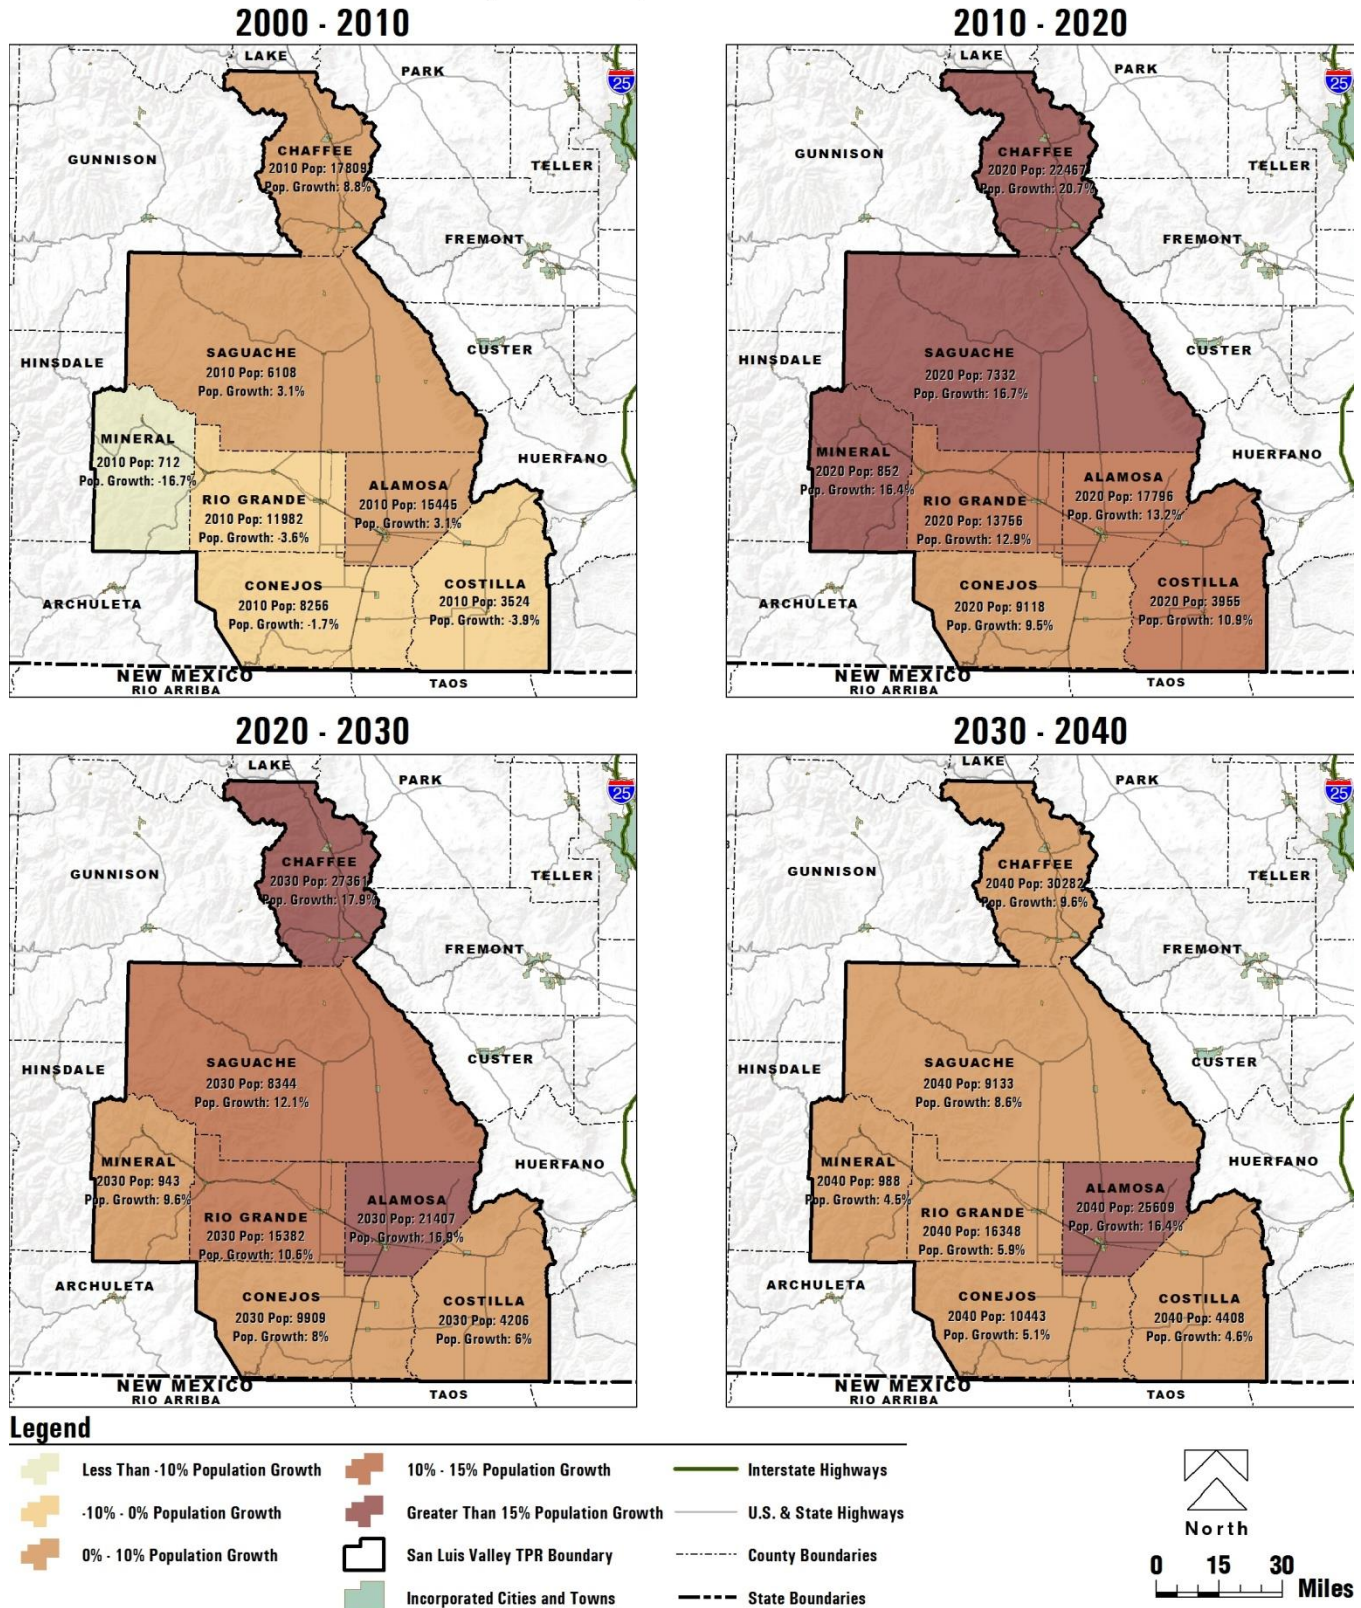 2000 - 2010
LAKE
PARK
25
GUNNISON
CHAFFEE
2010 Pop: 17809
Pop. Growth: 8.8%
TELLER
FREMONT
SAGUACHE
2010 Pop: 6108
Pop. Growth: 3.1%
HINSDALE
CUSTER
MINERAL
2010 Pop: 712
Pop. Growth: -16.7%
HUERFANO
RIO GRANDE
2010 Pop: 11982
Pop. Growth: -3.6%
ALAMOSA
2010 Pop: 15445
Pop. Growth: 3.1%
ARCHULETA
CONEJOS
2010 Pop: 8256
Pop. Growth: -1.7%
COSTILLA
2010 Pop: 3524
Pop. Growth: -3.9%
NEW MEXICO
RIO ARRIBA
TAOS
2010 - 2020
LAKE
PARK
25
GUNNISON
CHAFFEE
2020 Pop: 22467
Pop. Growth: 20.7%
TELLER
FREMONT
SAGUACHE
2020 Pop: 7332
Pop. Growth: 16.7%
HINSDALE
CUSTER
MINERAL
2020 Pop: 852
Pop. Growth: 16.4%
HUERFANO
RIO GRANDE
2020 Pop: 13756
Pop. Growth: 12.9%
ALAMOSA
2020 Pop: 17796
Pop. Growth: 13.2%
ARCHULETA
CONEJOS
2020 Pop: 9118
Pop. Growth: 9.5%
COSTILLA
2020 Pop: 3955
Pop. Growth: 10.9%
NEW MEXICO
RIO ARRIBA
TAOS
2020 - 2030
LAKE
PARK
25
GUNNISON
CHAFFEE
2030 Pop: 27361
Pop. Growth: 17.9%
TELLER
FREMONT
SAGUACHE
2030 Pop: 8344
Pop. Growth: 12.1%
HINSDALE
CUSTER
MINERAL
2030 Pop: 943
Pop. Growth: 9.6%
HUERFANO
RIO GRANDE
2030 Pop: 15382
Pop. Growth: 10.6%
ALAMOSA
2030 Pop: 21407
Pop. Growth: 16.9%
ARCHULETA
CONEJOS
2030 Pop: 9909
Pop. Growth: 8%
COSTILLA
2030 Pop: 4206
Pop. Growth: 6%
NEW MEXICO
RIO ARRIBA
TAOS
2030 - 2040
LAKE
PARK
25
GUNNISON
CHAFFEE
2040 Pop: 30282
Pop. Growth: 9.6%
TELLER
FREMONT
SAGUACHE
2040 Pop: 9133
Pop. Growth: 8.6%
HINSDALE
CUSTER
MINERAL
2040 Pop: 988
Pop. Growth: 4.5%
HUERFANO
RIO GRANDE
2040 Pop: 16348
Pop. Growth: 5.9%
ALAMOSA
2040 Pop: 25609
Pop. Growth: 16.4%
ARCHULETA
CONEJOS
2040 Pop: 10443
Pop. Growth: 5.1%
COSTILLA
2040 Pop: 4408
Pop. Growth: 4.6%
NEW MEXICO
RIO ARRIBA
TAOS
Legend
Less Than -10% Population Growth
-10% - 0% Population Growth
0% - 10% Population Growth
10% - 15% Population Growth
Greater Than 15% Population Growth
San Luis Valley TPR Boundary
Incorporated Cities and Towns
Interstate Highways
U.S. & State Highways
County Boundaries
State Boundaries
North
0 15 30
Miles